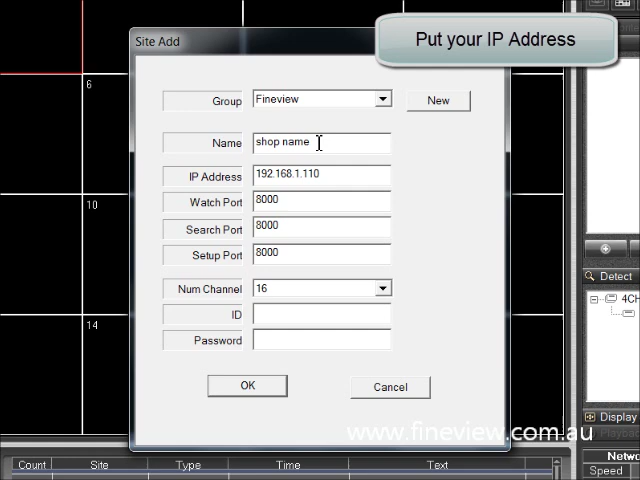 Site Add
Put your IP Address
Group Fineview New
Name shop name
IP Address 192.168.1.110
Watch Port 8000
Search Port 8000
Setup Port 8000
Num Channel 16
ID
Password
OK Cancel
6
10
14
Detect
4CH
Display
Playback
www.fineview.com.au
Count Site Type Time Text
Netwo
Speed